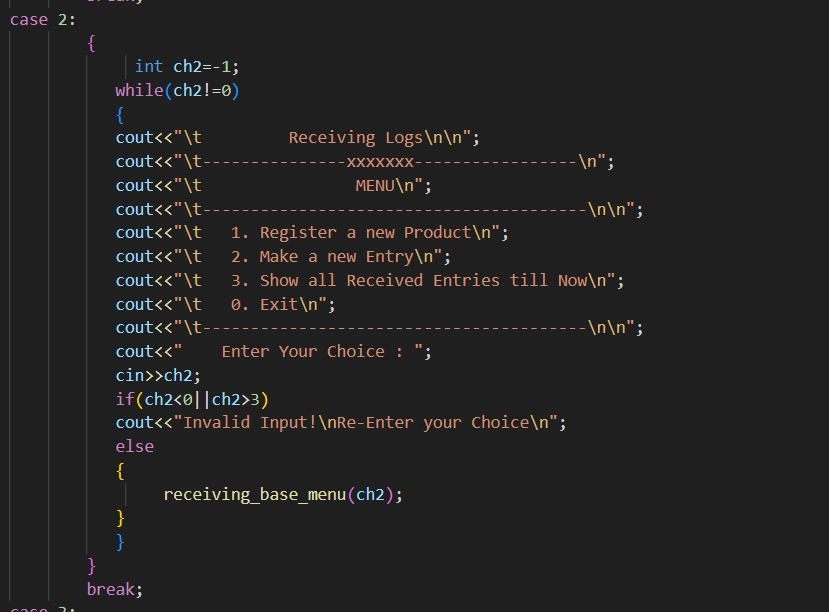 break;
case 2:
{
int ch2=-1;
while(ch2!=0)
{
cout<<"\t         Receiving Logs\n\n";
cout<<"\t---------------xxxxxxx-----------------\n";
cout<<"\t                MENU\n";
cout<<"\t----------------------------------------\n\n";
cout<<"\t   1. Register a new Product\n";
cout<<"\t   2. Make a new Entry\n";
cout<<"\t   3. Show all Received Entries till Now\n";
cout<<"\t   0. Exit\n";
cout<<"\t----------------------------------------\n\n";
cout<<"    Enter Your Choice : ";
cin>>ch2;
if(ch2<0||ch2>3)
cout<<"Invalid Input!\nRe-Enter your Choice\n";
else
{
receiving_base_menu(ch2);
}
}
}
break;
case 3: